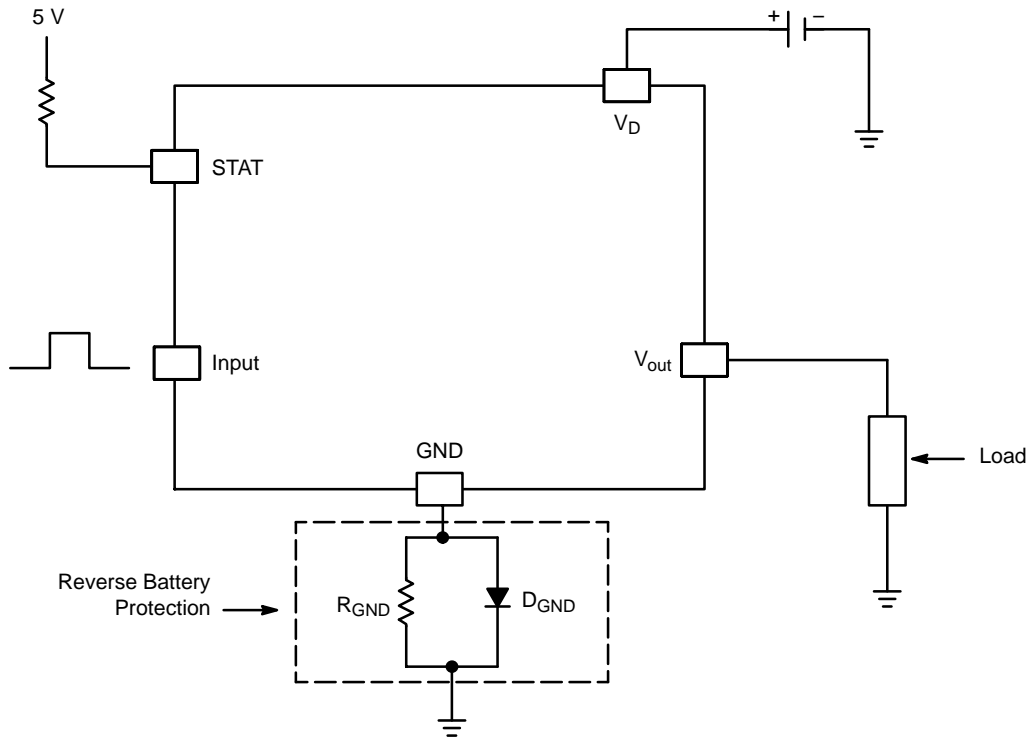 5 V
+ −
V_D
STAT
Input
V_out
GND
Load
Reverse Battery
Protection
R_GND
D_GND